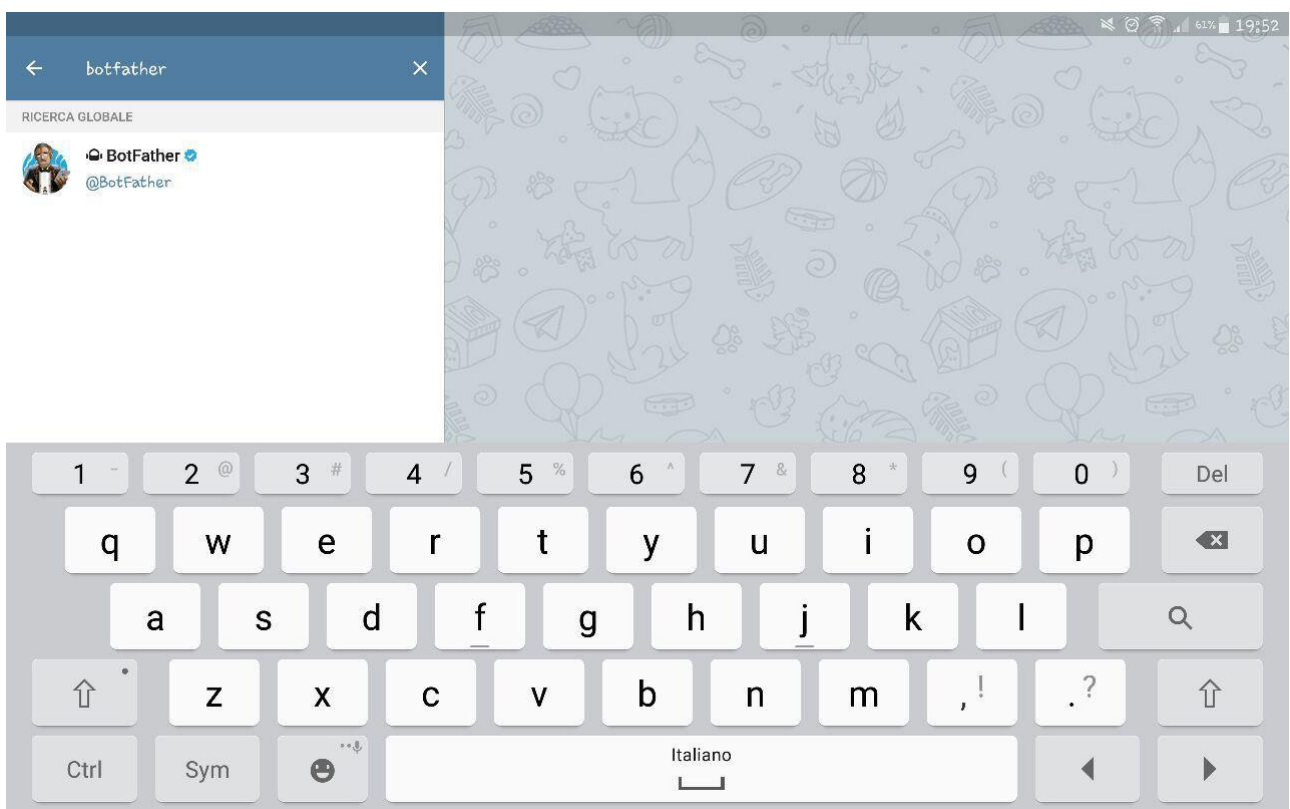 61% 19:52
botfather
RICERCA GLOBALE
BotFather
@BotFather
1 - 2 @ 3 # 4 / 5 % 6 ^ 7 & 8 * 9 ( 0 ) Del
q w e r t y u i o p
a s d f g h j k l
z x c v b n m , ! . ?
Ctrl Sym Italiano